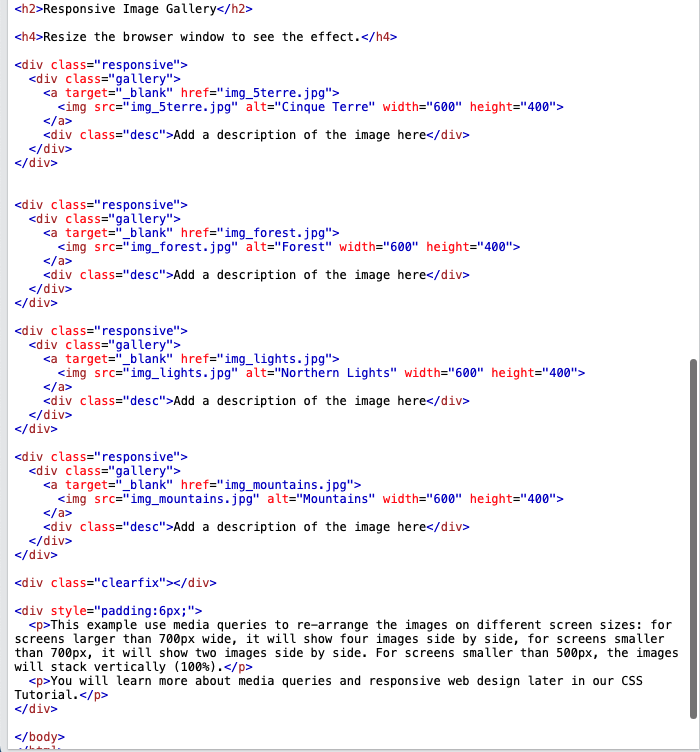 <h2>Responsive Image Gallery</h2>
<h4>Resize the browser window to see the effect.</h4>
<div class="responsive">
  <div class="gallery">
    <a target="_blank" href="img_5terre.jpg">
      <img src="img_5terre.jpg" alt="Cinque Terre" width="600" height="400">
    </a>
    <div class="desc">Add a description of the image here</div>
  </div>
</div>
<div class="responsive">
  <div class="gallery">
    <a target="_blank" href="img_forest.jpg">
      <img src="img_forest.jpg" alt="Forest" width="600" height="400">
    </a>
    <div class="desc">Add a description of the image here</div>
  </div>
</div>
<div class="responsive">
  <div class="gallery">
    <a target="_blank" href="img_lights.jpg">
      <img src="img_lights.jpg" alt="Northern Lights" width="600" height="400">
    </a>
    <div class="desc">Add a description of the image here</div>
  </div>
</div>
<div class="responsive">
  <div class="gallery">
    <a target="_blank" href="img_mountains.jpg">
      <img src="img_mountains.jpg" alt="Mountains" width="600" height="400">
    </a>
    <div class="desc">Add a description of the image here</div>
  </div>
</div>
<div class="clearfix"></div>
<div style="padding:6px;">
  <p>This example use media queries to re-arrange the images on different screen sizes: for
screens larger than 700px wide, it will show four images side by side, for screens smaller
than 700px, it will show two images side by side. For screens smaller than 500px, the images
will stack vertically (100%).</p>
  <p>You will learn more about media queries and responsive web design later in our CSS
Tutorial.</p>
</div>
</body>
</html>